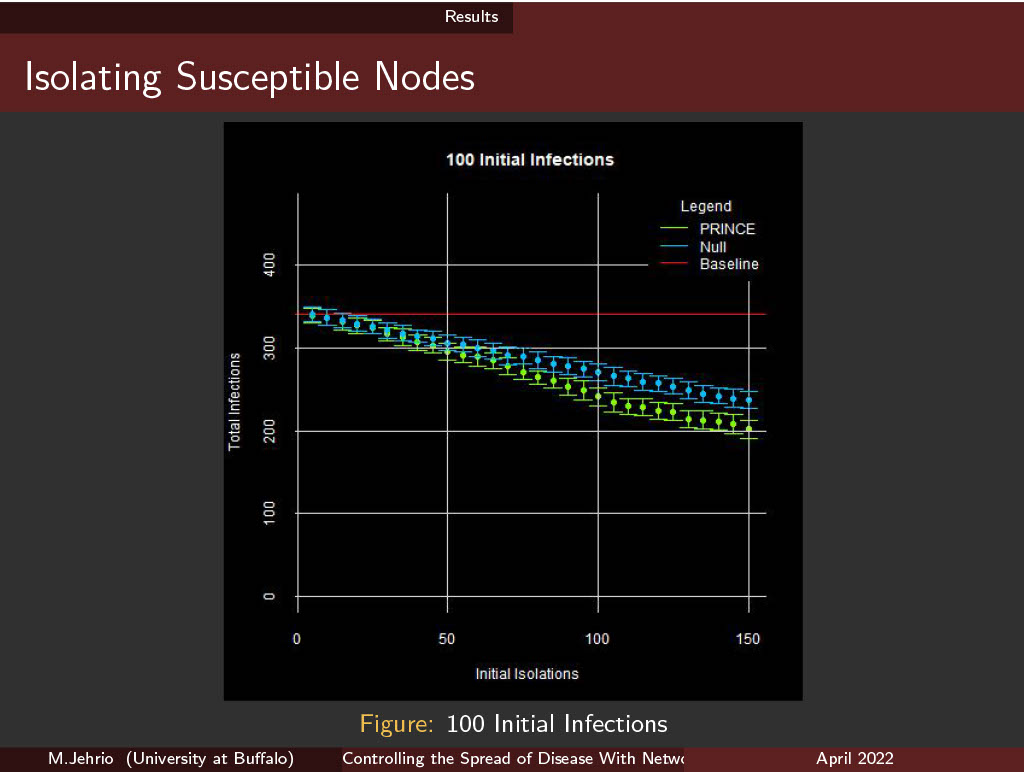 Results
Isolating Susceptible Nodes
100 Initial Infections
Legend
PRINCE
Null
Baseline
400
300
200
100
0
Total Infections
0 50 100 150
Initial Isolations
Figure: 100 Initial Infections
M.Jehrio (University at Buffalo) Controlling the Spread of Disease With Netwo April 2022